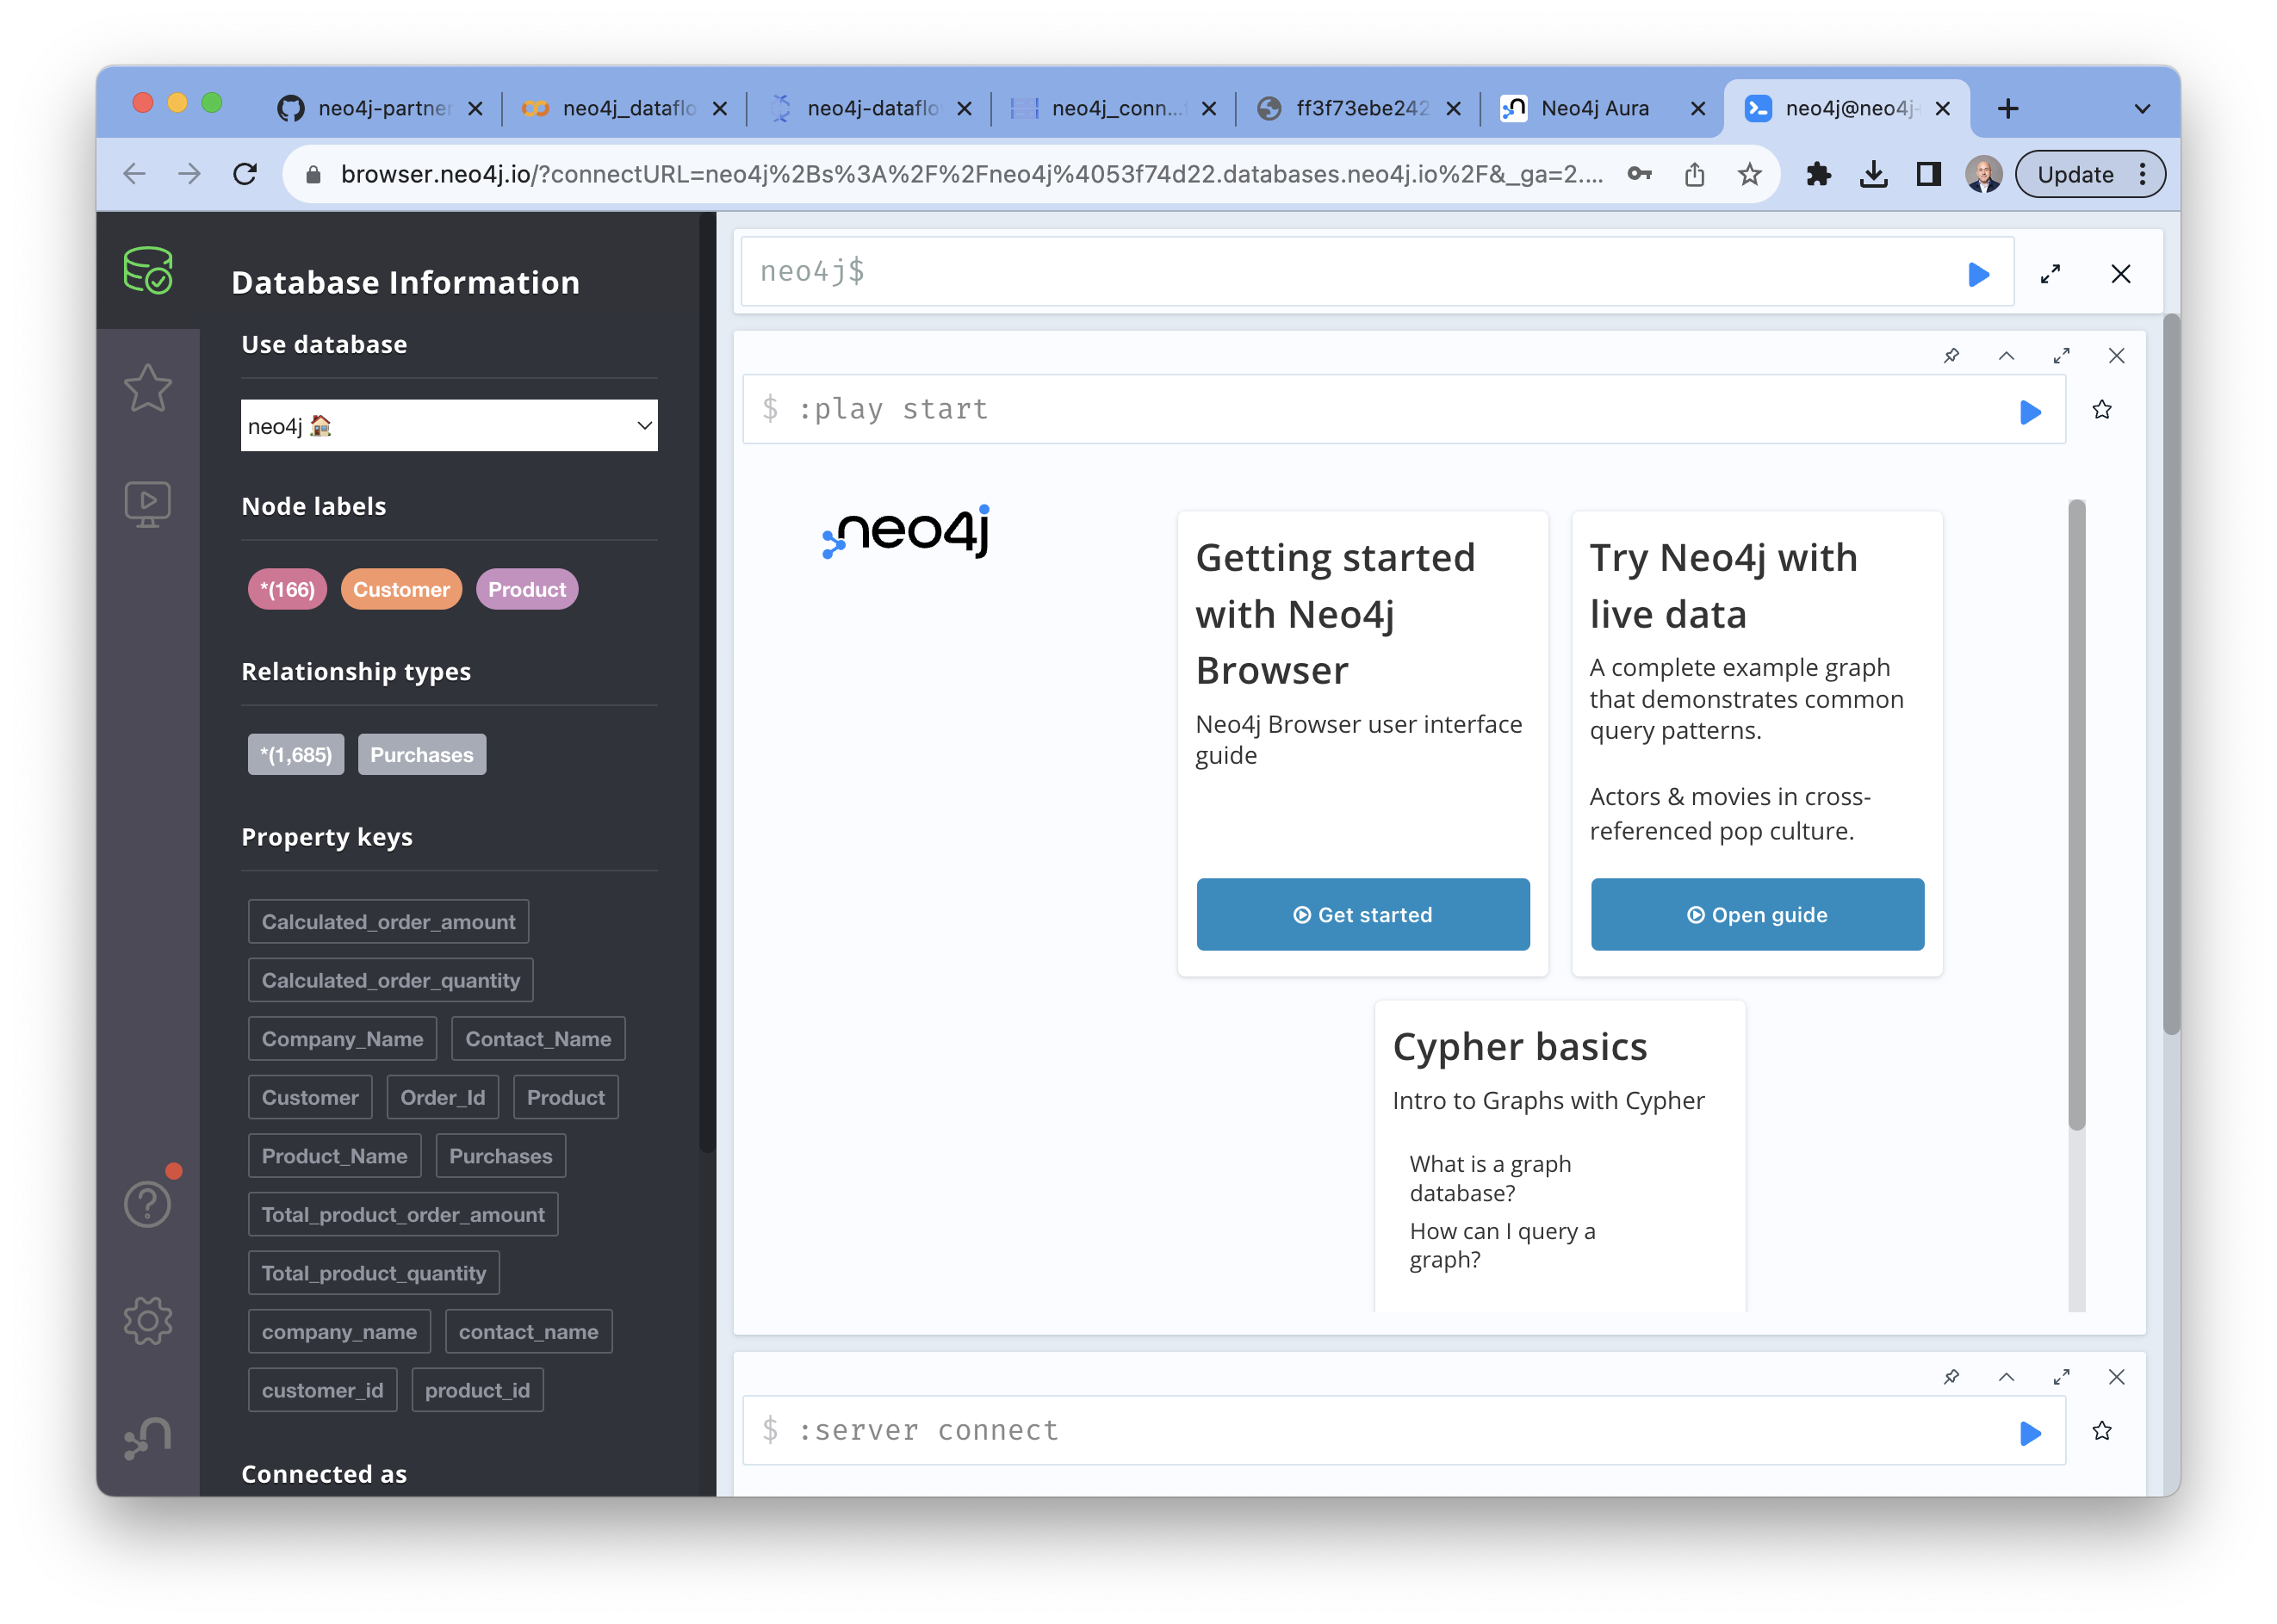 neo4j-partner
neo4j_dataflo
neo4j-dataflo
neo4j_conn...
ff3f73ebe242
Neo4j Aura
neo4j@neo4j-
browser.neo4j.io/?connectURL=neo4j%2Bs%3A%2F%2Fneo4j%4053f74d22.databases.neo4j.io%2F&_ga=2....
Update
Database Information
Use database
neo4j
Node labels
*(166) Customer Product
Relationship types
*(1,685) Purchases
Property keys
Calculated_order_amount
Calculated_order_quantity
Company_Name Contact_Name
Customer Order_Id Product
Product_Name Purchases
Total_product_order_amount
Total_product_quantity
company_name contact_name
customer_id product_id
Connected as
neo4j$
$ :play start
neo4j
Getting started
with Neo4j
Browser
Neo4j Browser user interface
guide
Get started
Try Neo4j with
live data
A complete example graph
that demonstrates common
query patterns.
Actors & movies in cross-
referenced pop culture.
Open guide
Cypher basics
Intro to Graphs with Cypher
What is a graph
database?
How can I query a
graph?
$ :server connect